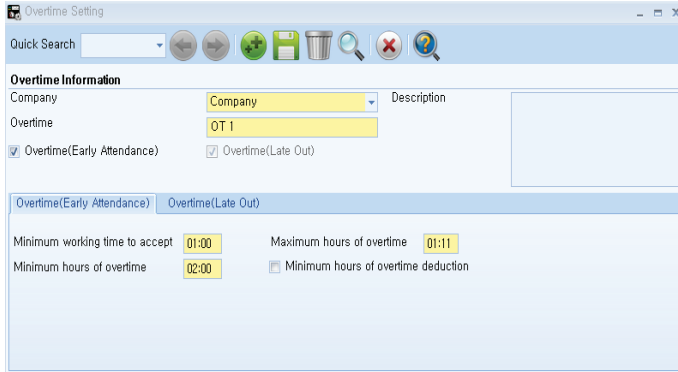 Overtime Setting
Quick Search
Overtime Information
Company Company Description
Overtime OT 1
Overtime(Early Attendance) Overtime(Late Out)
Overtime(Early Attendance) Overtime(Late Out)
Minimum working time to accept 01:00 Maximum hours of overtime 01:11
Minimum hours of overtime 02:00 Minimum hours of overtime deduction